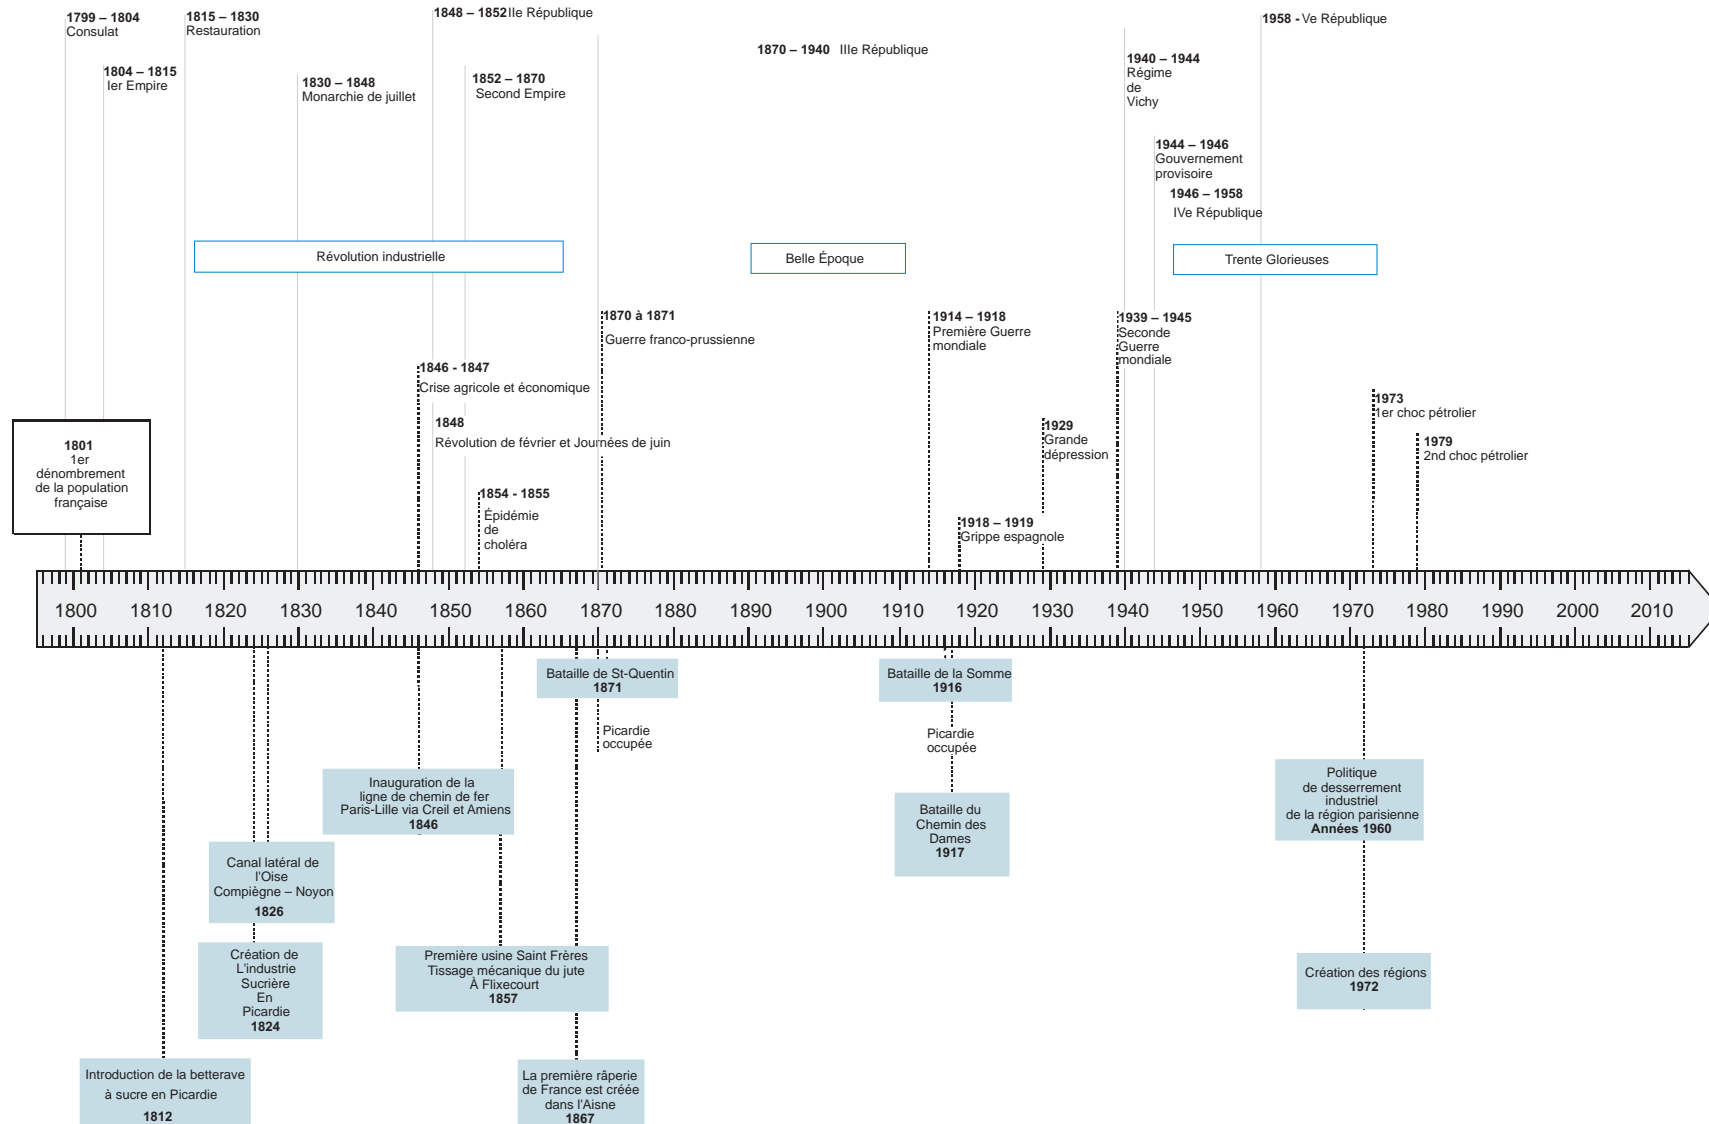 1799 – 1804
Consulat
1804 – 1815
Ier Empire
1815 – 1830
Restauration
1830 – 1848
Monarchie de juillet
1848 – 1852 IIe République
1852 – 1870
Second Empire
1870 – 1940 IIIe République
1940 – 1944
Régime
de
Vichy
1944 – 1946
Gouvernement
provisoire
1946 – 1958
IVe République
1958 - Ve République
Révolution industrielle
Belle Époque
Trente Glorieuses
1801
1er
dénombrement
de la population
française
1846 - 1847
Crise agricole et économique
1848
Révolution de février et Journées de juin
1854 - 1855
Épidémie
de
choléra
1870 à 1871
Guerre franco-prussienne
1914 – 1918
Première Guerre
mondiale
1918 – 1919
Grippe espagnole
1929
Grande
dépression
1939 – 1945
Seconde
Guerre
mondiale
1973
1er choc pétrolier
1979
2nd choc pétrolier
1800 1810 1820 1830 1840 1850 1860 1870 1880 1890 1900 1910 1920 1930 1940 1950 1960 1970 1980 1990 2000 2010
Bataille de St-Quentin
1871
Picardie
occupée
Bataille de la Somme
1916
Picardie
occupée
Bataille du
Chemin des
Dames
1917
Inauguration de la
ligne de chemin de fer
Paris-Lille via Creil et Amiens
1846
Canal latéral de
l'Oise
Compiègne – Noyon
1826
Création de
L'industrie
Sucrière
En
Picardie
1824
Introduction de la betterave
à sucre en Picardie
1812
Première usine Saint Frères
Tissage mécanique du jute
À Flixecourt
1857
La première râperie
de France est créée
dans l'Aisne
1867
Politique
de desserrement
industriel
de la région parisienne
Années 1960
Création des régions
1972